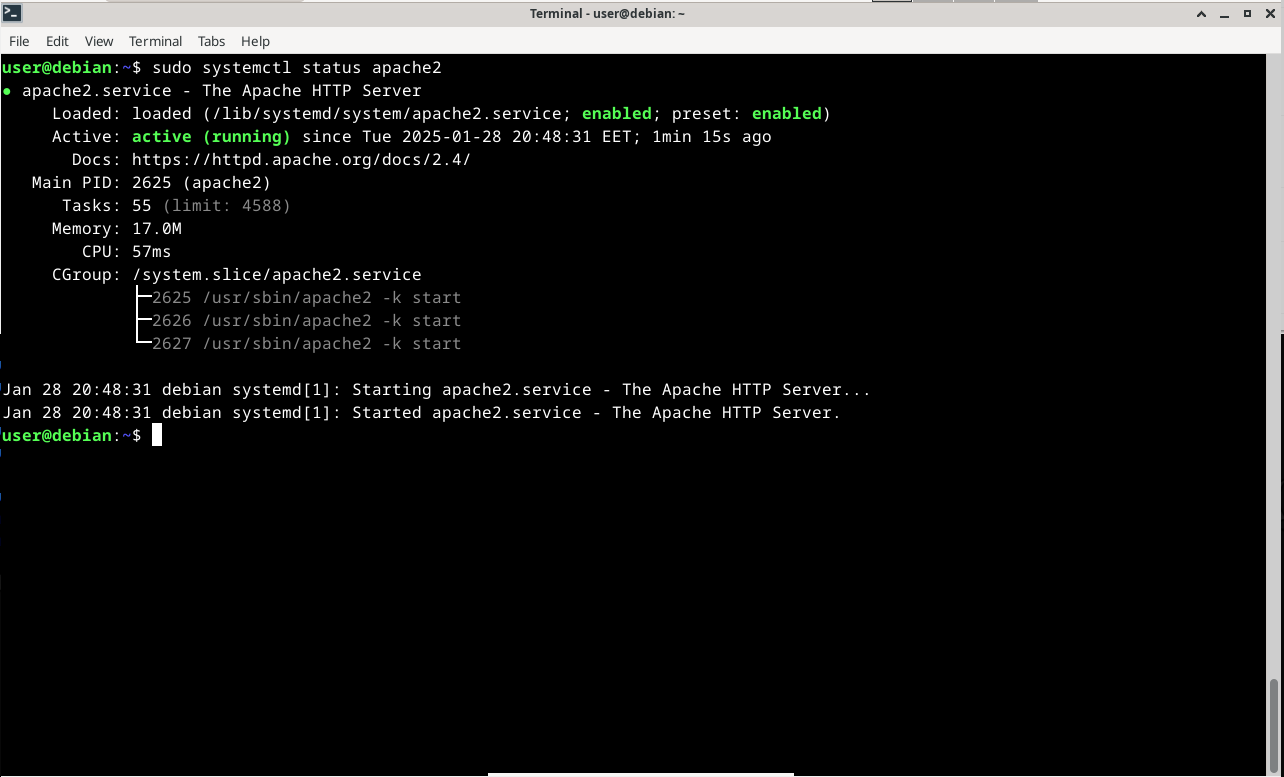 Terminal - user@debian: ~
File Edit View Terminal Tabs Help
user@debian:~$ sudo systemctl status apache2
● apache2.service - The Apache HTTP Server
     Loaded: loaded (/lib/systemd/system/apache2.service; enabled; preset: enabled)
     Active: active (running) since Tue 2025-01-28 20:48:31 EET; 1min 15s ago
       Docs: https://httpd.apache.org/docs/2.4/
   Main PID: 2625 (apache2)
      Tasks: 55 (limit: 4588)
     Memory: 17.0M
        CPU: 57ms
     CGroup: /system.slice/apache2.service
             ├─2625 /usr/sbin/apache2 -k start
             ├─2626 /usr/sbin/apache2 -k start
             └─2627 /usr/sbin/apache2 -k start

Jan 28 20:48:31 debian systemd[1]: Starting apache2.service - The Apache HTTP Server...
Jan 28 20:48:31 debian systemd[1]: Started apache2.service - The Apache HTTP Server.
user@debian:~$